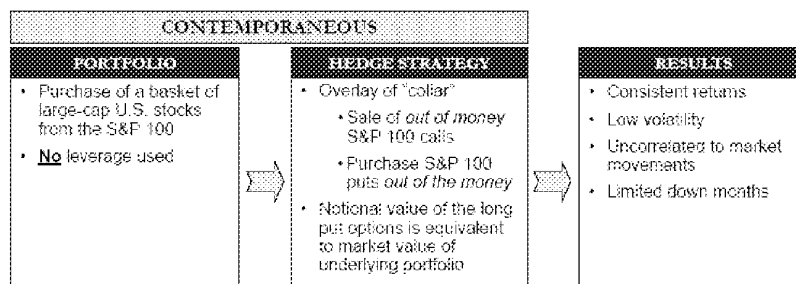 CONTEMPORANEOUS
PORTFOLIO
• Purchase of a basket of
large-cap U.S. stocks
from the S&P 100
• No leverage used
HEDGE STRATEGY
• Overlay of "collar"
• Sale of out of money
S&P 100 calls
• Purchase S&P 100
puts out of the money
• Notional value of the long
put options is equivalent
to market value of
underlying portfolio
RESULTS
• Consistent returns
• Low volatility
• Uncorrelated to market
movements
• Limited down months